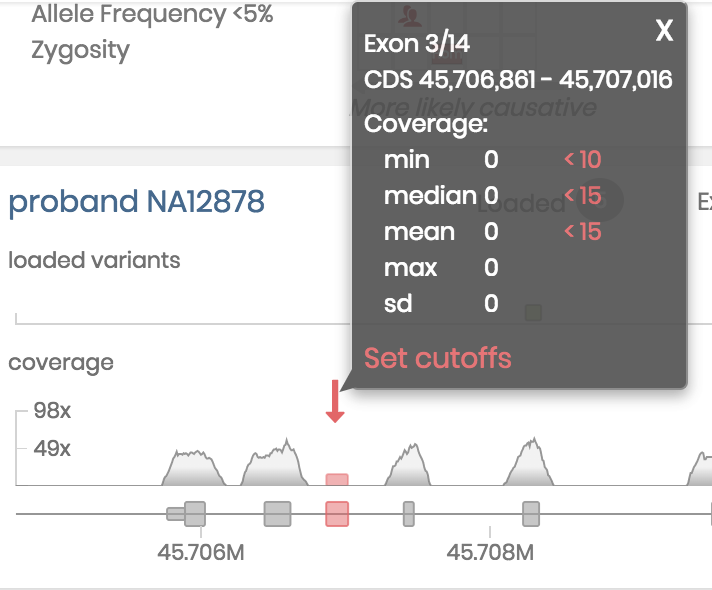 Allele Frequency <5%
Zygosity
More likely causative
X
Exon 3/14
CDS 45,706,861 - 45,707,016
Coverage:
min 0 < 10
median 0 < 15
mean 0 < 15
max 0
sd 0
Set cutoffs
proband NA12878
Loaded
loaded variants
coverage
98x
49x
45.706M
45.708M